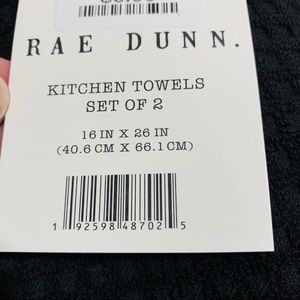 RAE DUNN.
KITCHEN TOWELS
SET OF 2
16 IN X 26 IN
(40.6 CM X 66.1 CM)
1 92598 48702 5